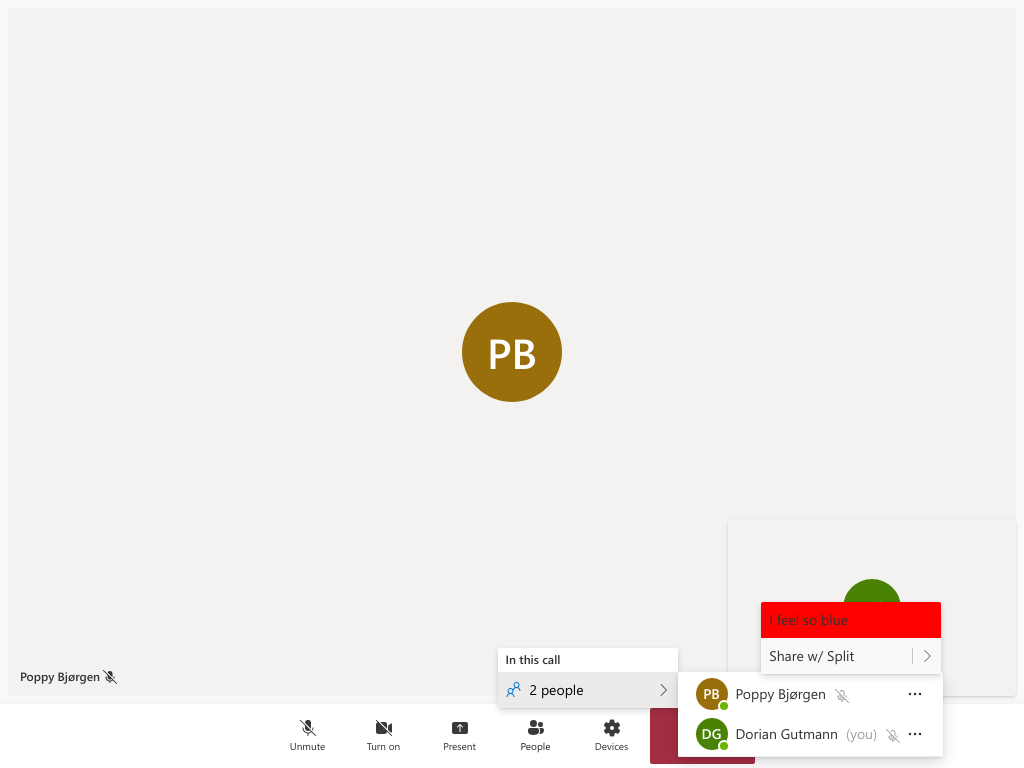 PB
I feel so blue
Share w/ Split
Poppy Bjørgen
In this call
2 people
PB
Poppy Bjørgen
DG
Dorian Gutmann (you)
Unmute
Turn on
Present
People
Devices